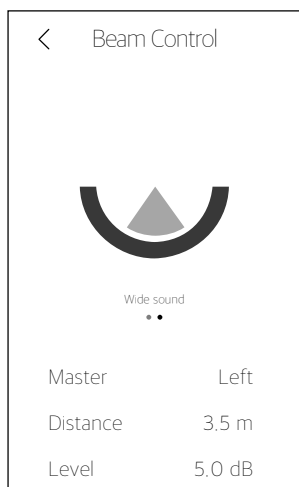 Beam Control
Wide sound
Master Left
Distance 3.5 m
Level 5.0 dB